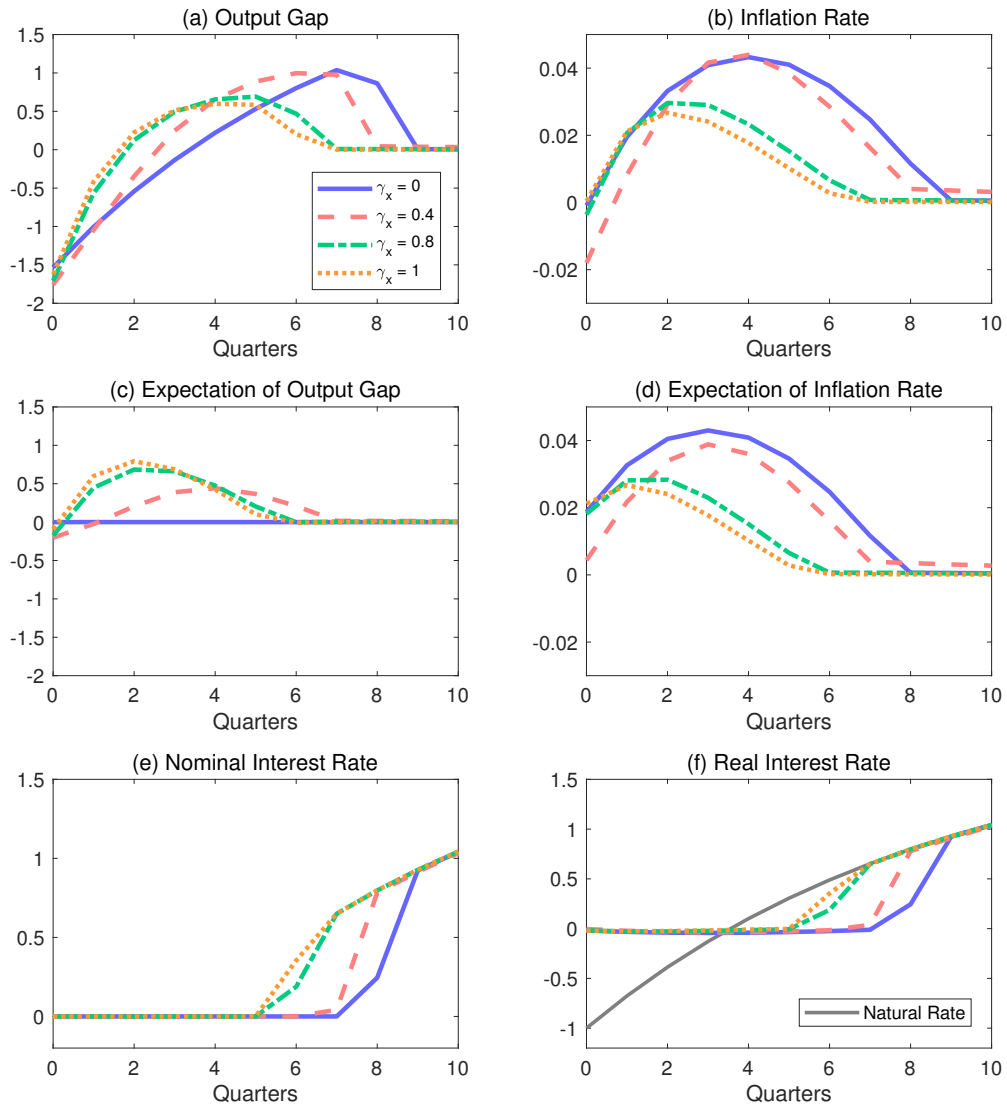 (a) Output Gap
1.5
1
0.5
0
-0.5
-1
-1.5
-2
γx = 0
γx = 0.4
γx = 0.8
γx = 1
0 2 4 6 8 10
Quarters
(b) Inflation Rate
0.04
0.02
0
-0.02
0 2 4 6 8 10
Quarters
(c) Expectation of Output Gap
1.5
1
0.5
0
-0.5
-1
-1.5
-2
0 2 4 6 8 10
Quarters
(d) Expectation of Inflation Rate
0.04
0.02
0
-0.02
0 2 4 6 8 10
Quarters
(e) Nominal Interest Rate
1.5
1
0.5
0
0 2 4 6 8 10
Quarters
(f) Real Interest Rate
1.5
1
0.5
0
-0.5
-1
Natural Rate
0 2 4 6 8 10
Quarters